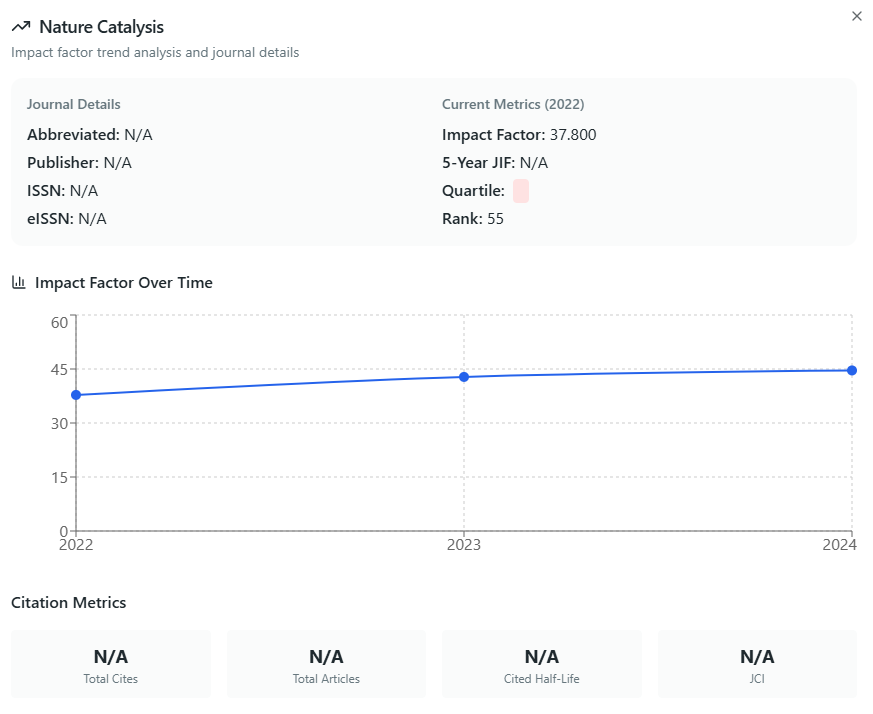 Nature Catalysis
Impact factor trend analysis and journal details
Journal Details
Abbreviated: N/A
Publisher: N/A
ISSN: N/A
eISSN: N/A
Current Metrics (2022)
Impact Factor: 37.800
5-Year JIF: N/A
Quartile:
Rank: 55
Impact Factor Over Time
60
45
30
15
0
2022 2023 2024
Citation Metrics
N/A N/A N/A N/A
Total Cites Total Articles Cited Half-Life JCI